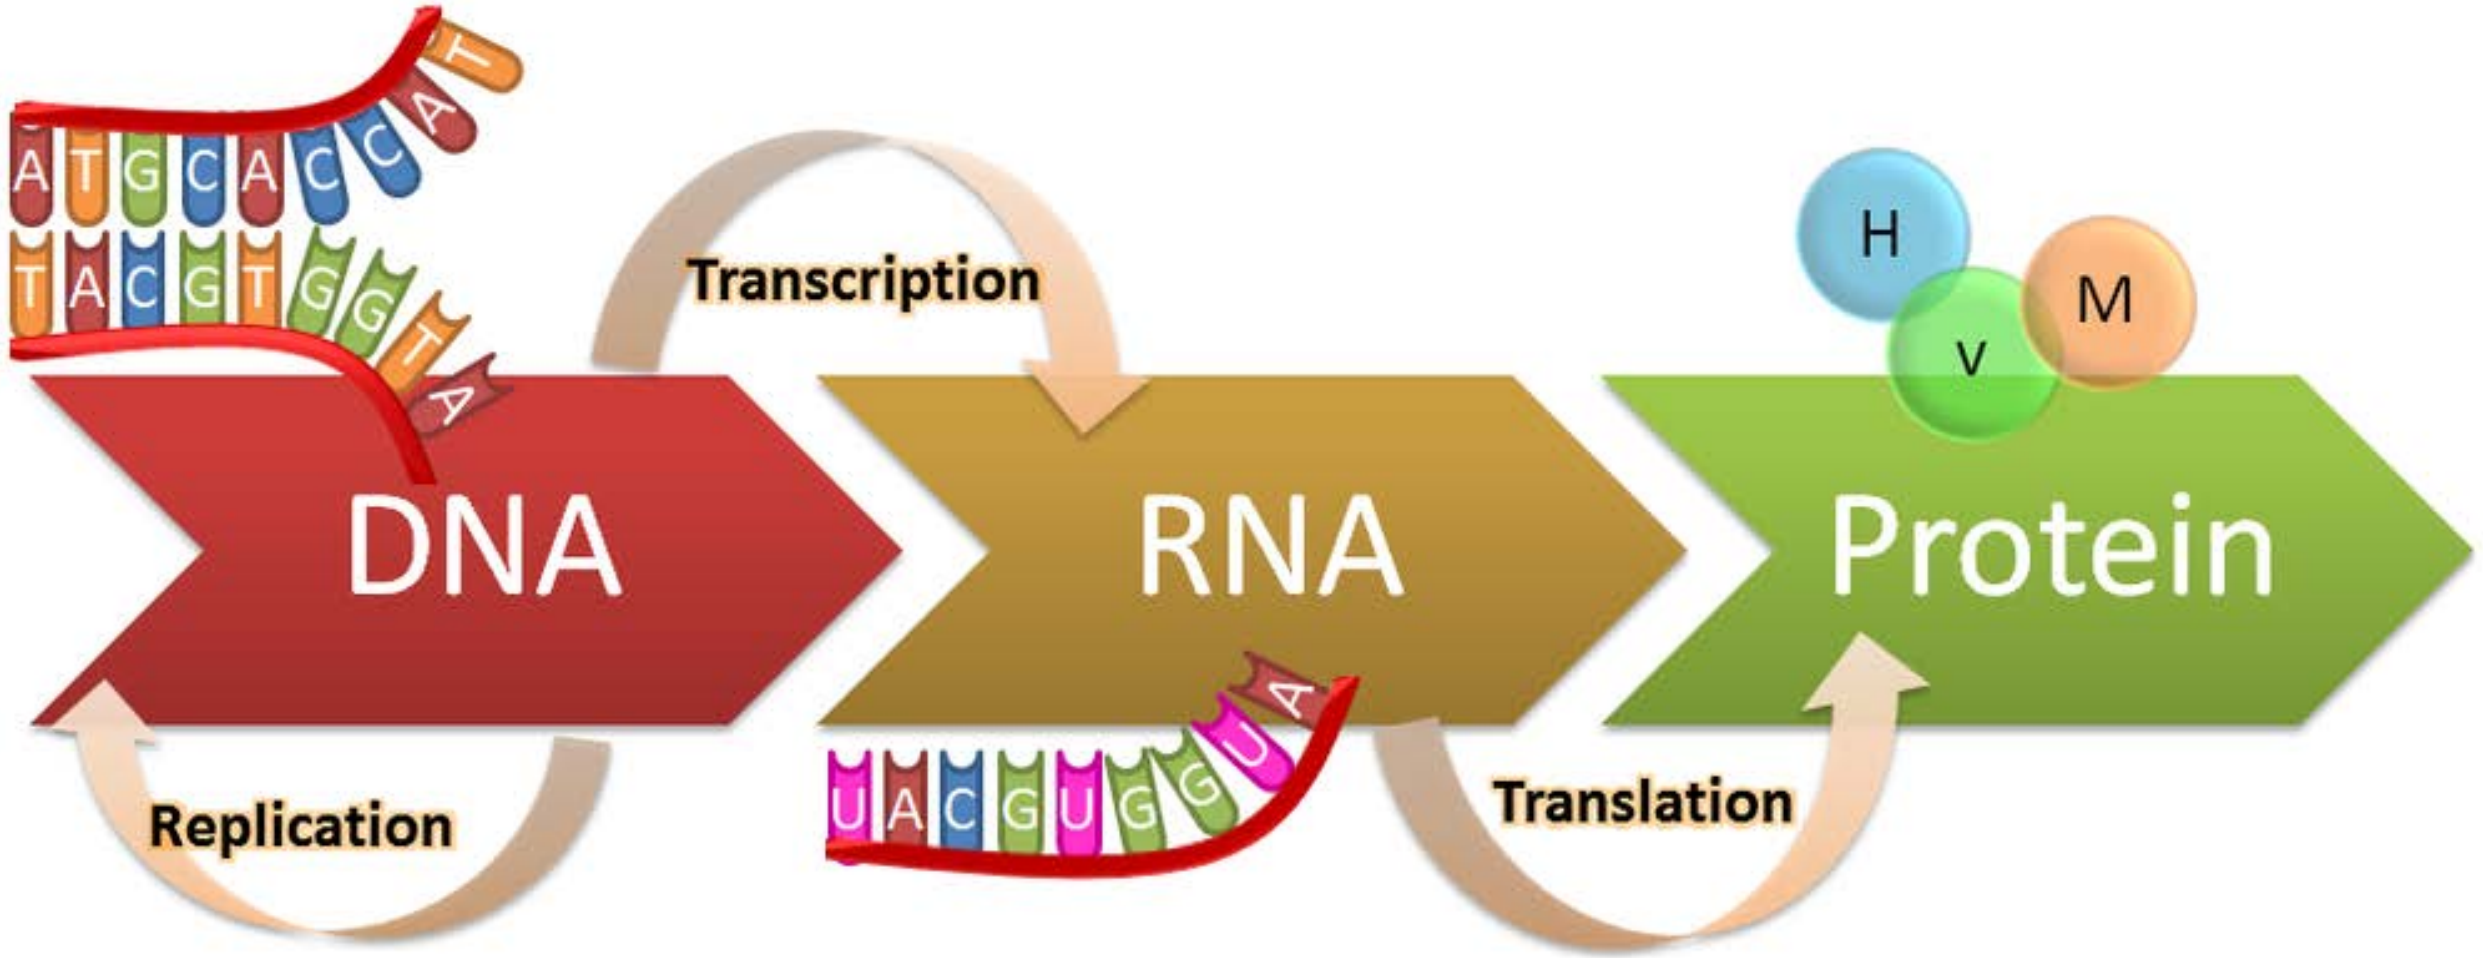 ATGCACCAT
TACGTGGTA
Transcription
H
V
M
DNA
RNA
Protein
UACGUGGUA
Replication
Translation